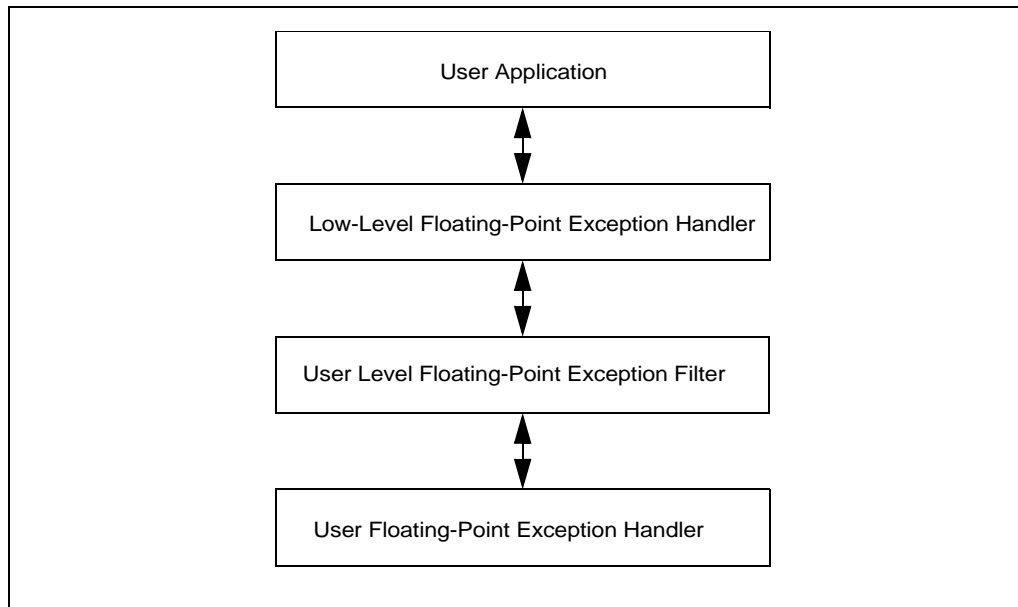 User Application
Low-Level Floating-Point Exception Handler
User Level Floating-Point Exception Filter
User Floating-Point Exception Handler